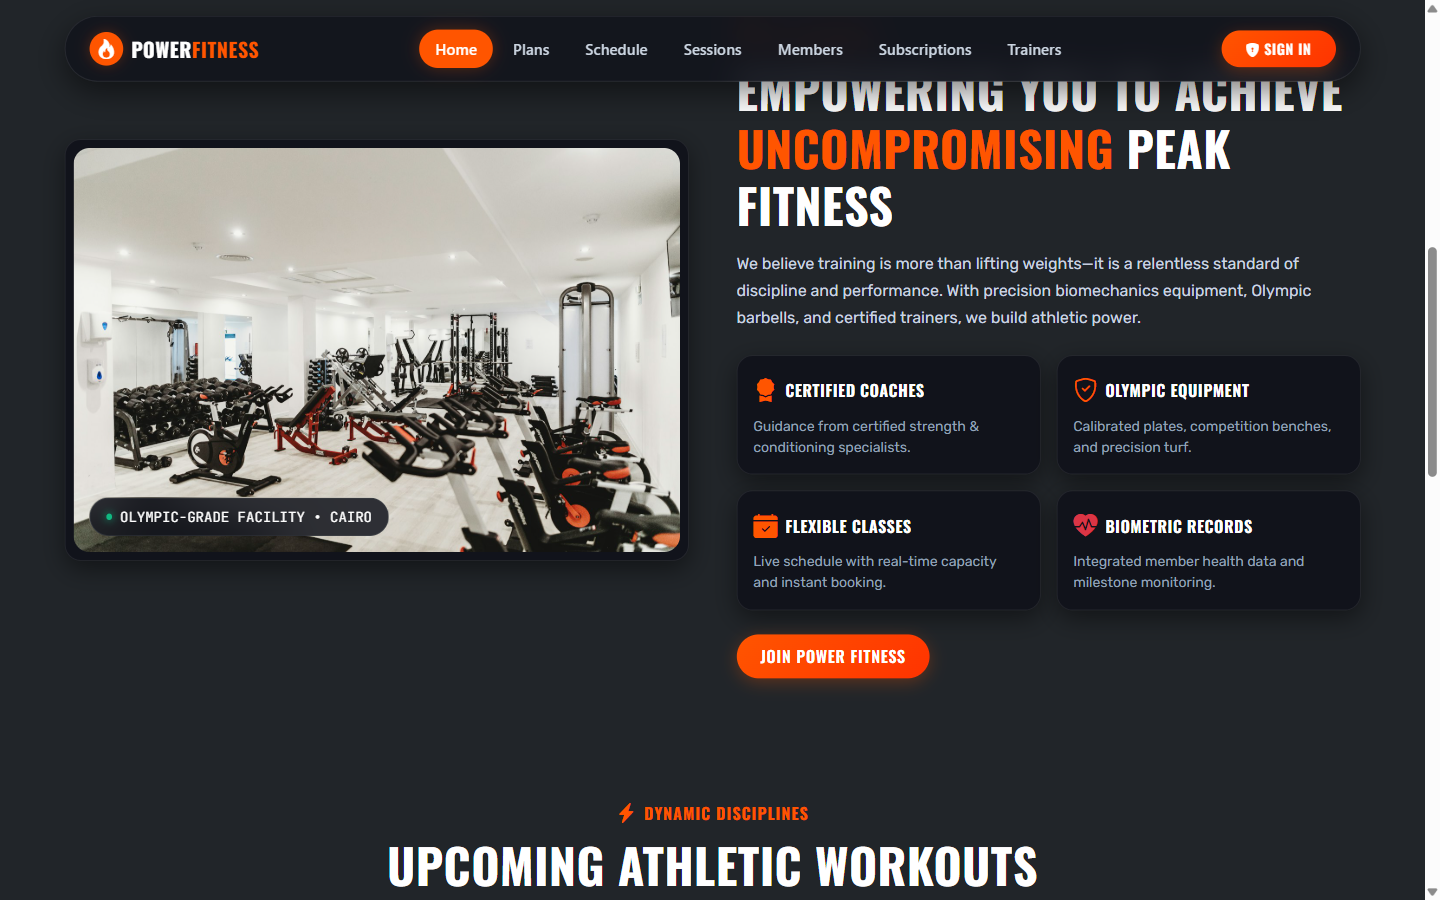 POWERFITNESS
Home
Plans
Schedule
Sessions
Members
Subscriptions
Trainers
SIGN IN
EMPOWERING YOU TO ACHIEVE
UNCOMPROMISING PEAK
FITNESS
We believe training is more than lifting weights—it is a relentless standard of
discipline and performance. With precision biomechanics equipment, Olympic
barbells, and certified trainers, we build athletic power.
CERTIFIED COACHES
Guidance from certified strength &
conditioning specialists.
OLYMPIC EQUIPMENT
Calibrated plates, competition benches,
and precision turf.
FLEXIBLE CLASSES
Live schedule with real-time capacity
and instant booking.
BIOMETRIC RECORDS
Integrated member health data and
milestone monitoring.
OLYMPIC-GRADE FACILITY • CAIRO
JOIN POWER FITNESS
DYNAMIC DISCIPLINES
UPCOMING ATHLETIC WORKOUTS